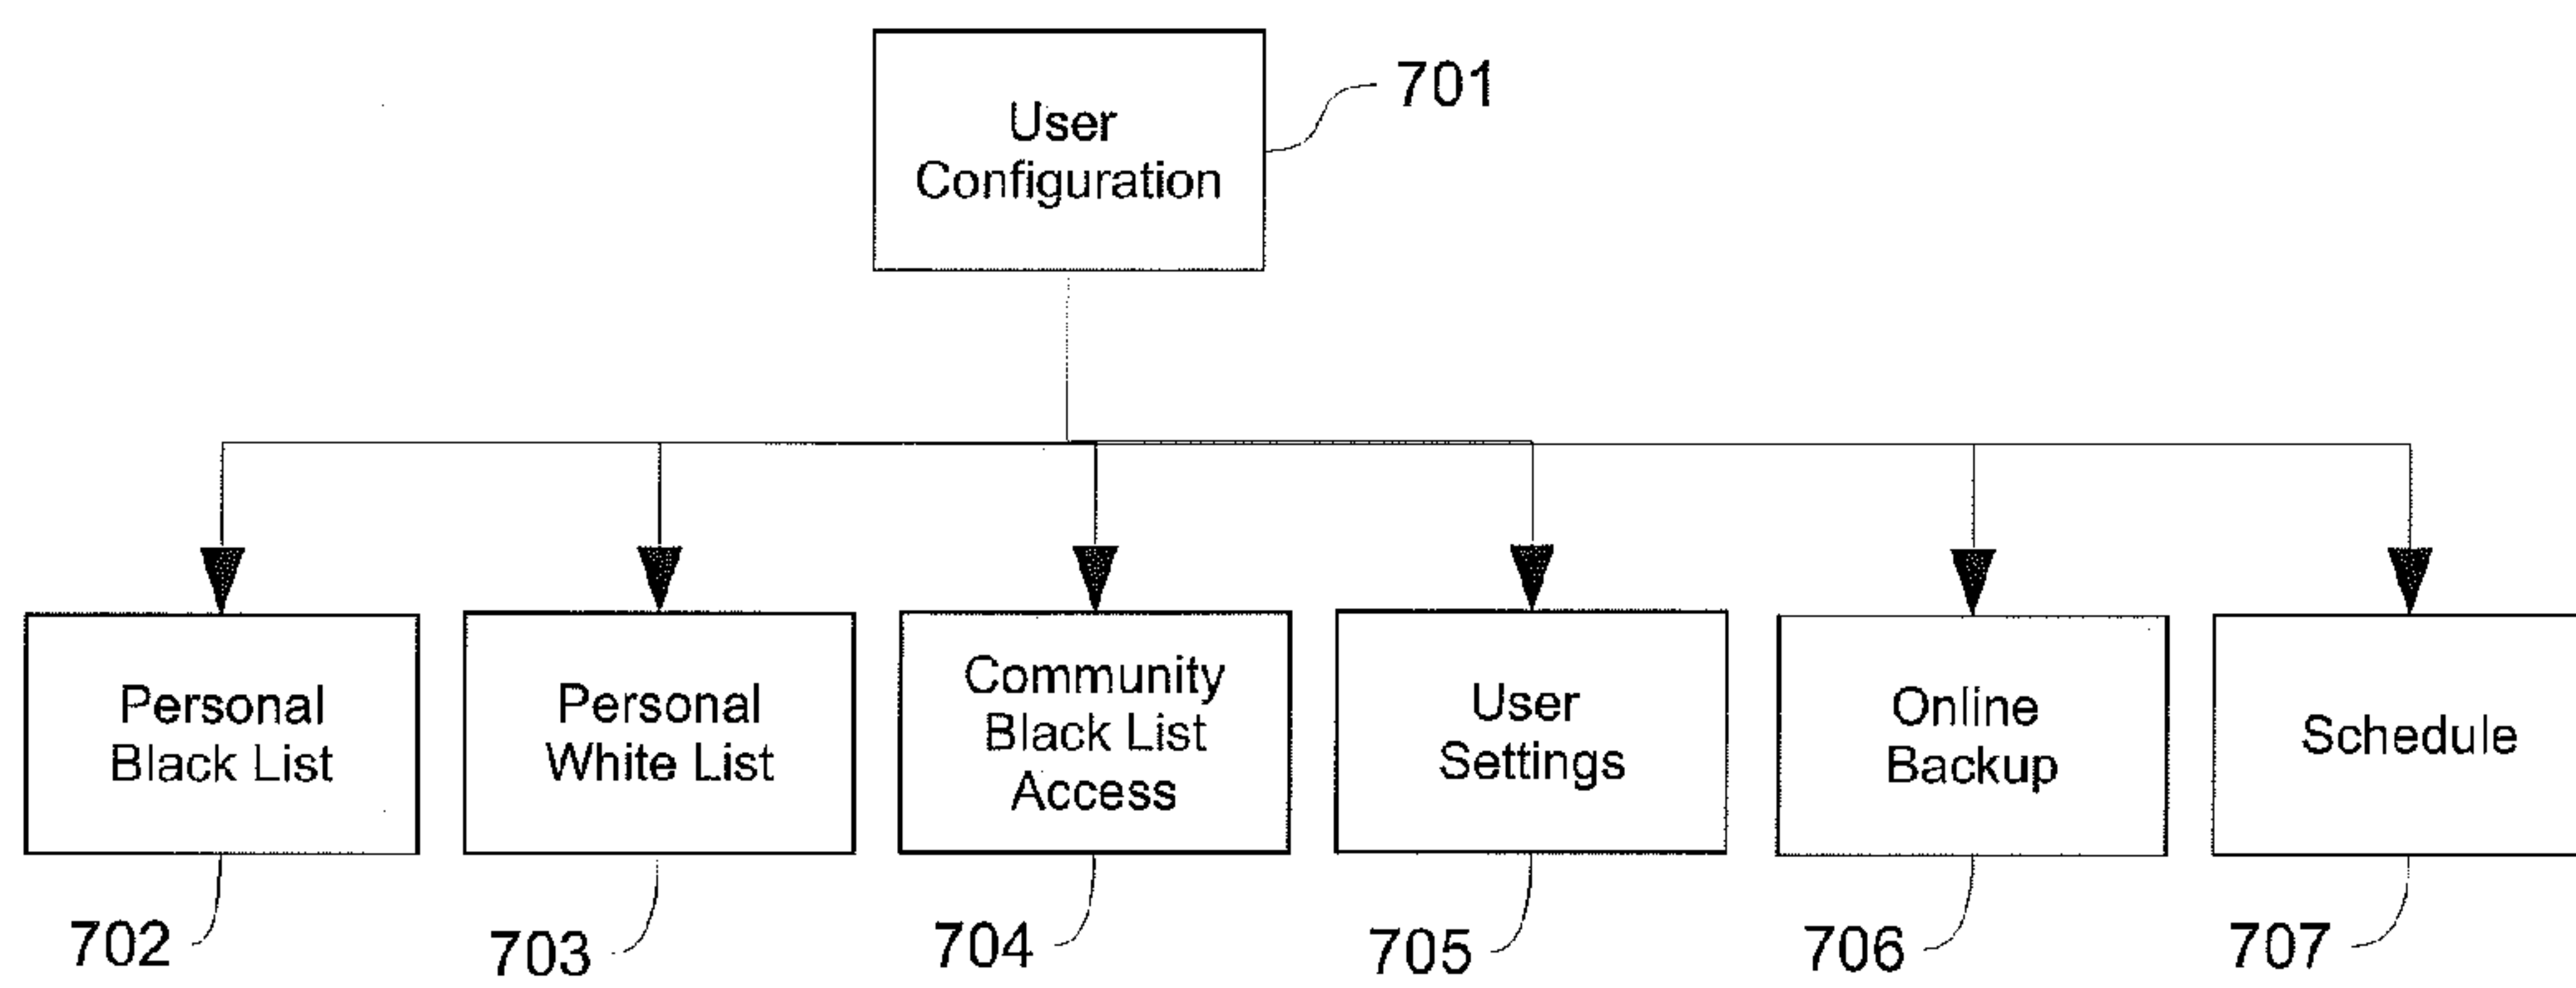 User
Configuration
701
Personal
Black List
Personal
White List
Community
Black List
Access
User
Settings
Online
Backup
Schedule
702
703
704
705
706
707